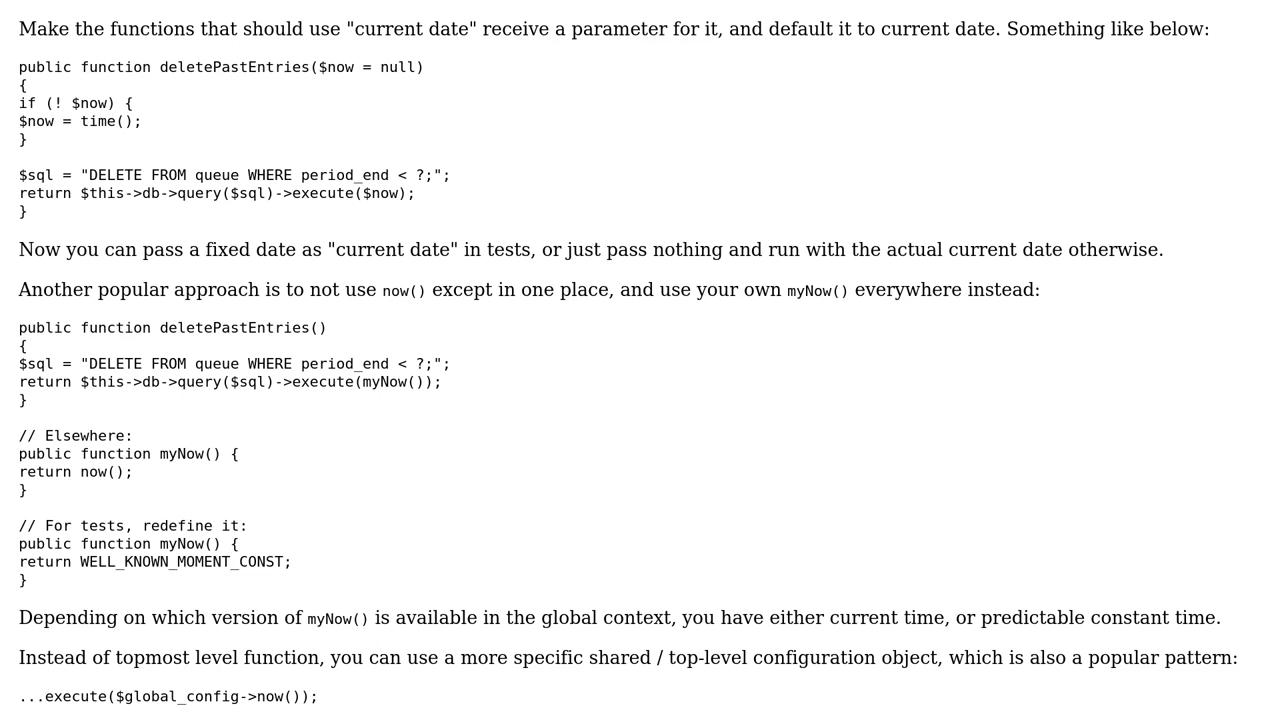 Make the functions that should use "current date" receive a parameter for it, and default it to current date. Something like below:
public function deletePastEntries($now = null)
{
if (! $now) {
$now = time();
}
$sql = "DELETE FROM queue WHERE period_end < ?;";
return $this->db->query($sql)->execute($now);
}
Now you can pass a fixed date as "current date" in tests, or just pass nothing and run with the actual current date otherwise.
Another popular approach is to not use now() except in one place, and use your own myNow() everywhere instead:
public function deletePastEntries()
{
$sql = "DELETE FROM queue WHERE period_end < ?;";
return $this->db->query($sql)->execute(myNow());
}
// Elsewhere:
public function myNow() {
return now();
}
// For tests, redefine it:
public function myNow() {
return WELL_KNOWN_MOMENT_CONST;
}
Depending on which version of myNow() is available in the global context, you have either current time, or predictable constant time.
Instead of topmost level function, you can use a more specific shared / top-level configuration object, which is also a popular pattern:
...execute($global_config->now());